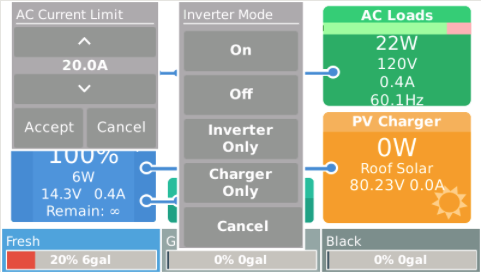 AC Current Limit
20.0A
Accept Cancel
Inverter Mode
On
Off
Inverter
Only
Charger
Only
Cancel
AC Loads
22W
120V
0.4A
60.1Hz
100%
6W
14.3V 0.4A
Remain: ∞
PV Charger
0W
Roof Solar
80.23V 0.0A
Fresh
20% 6gal
G
0% 0gal
Black
0% 0gal